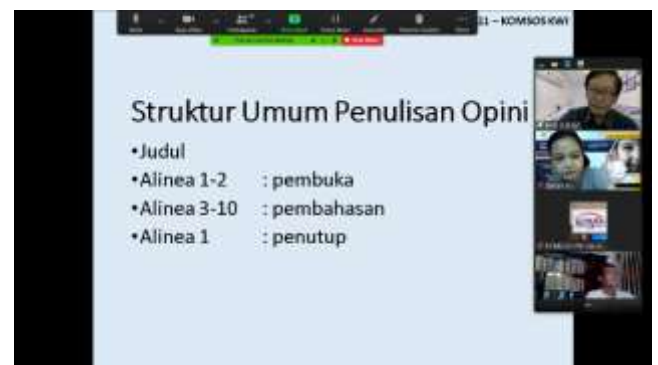 11 – KOMSOS KWI
Struktur Umum Penulisan Opini
•Judul
•Alinea 1-2 : pembuka
•Alinea 3-10 : pembahasan
•Alinea 1 : penutup